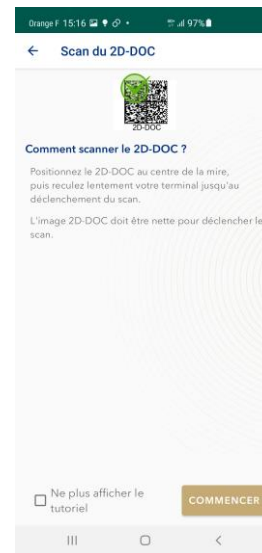 Orange F 15:16 97%
← Scan du 2D-DOC
2D-DOC
Comment scanner le 2D-DOC ?
Positionnez le 2D-DOC au centre de la mire,
puis reculez lentement votre terminal jusqu'au
déclenchement du scan.
L'image 2D-DOC doit être nette pour déclencher le
scan.
Ne plus afficher le
tutoriel
COMMENCER